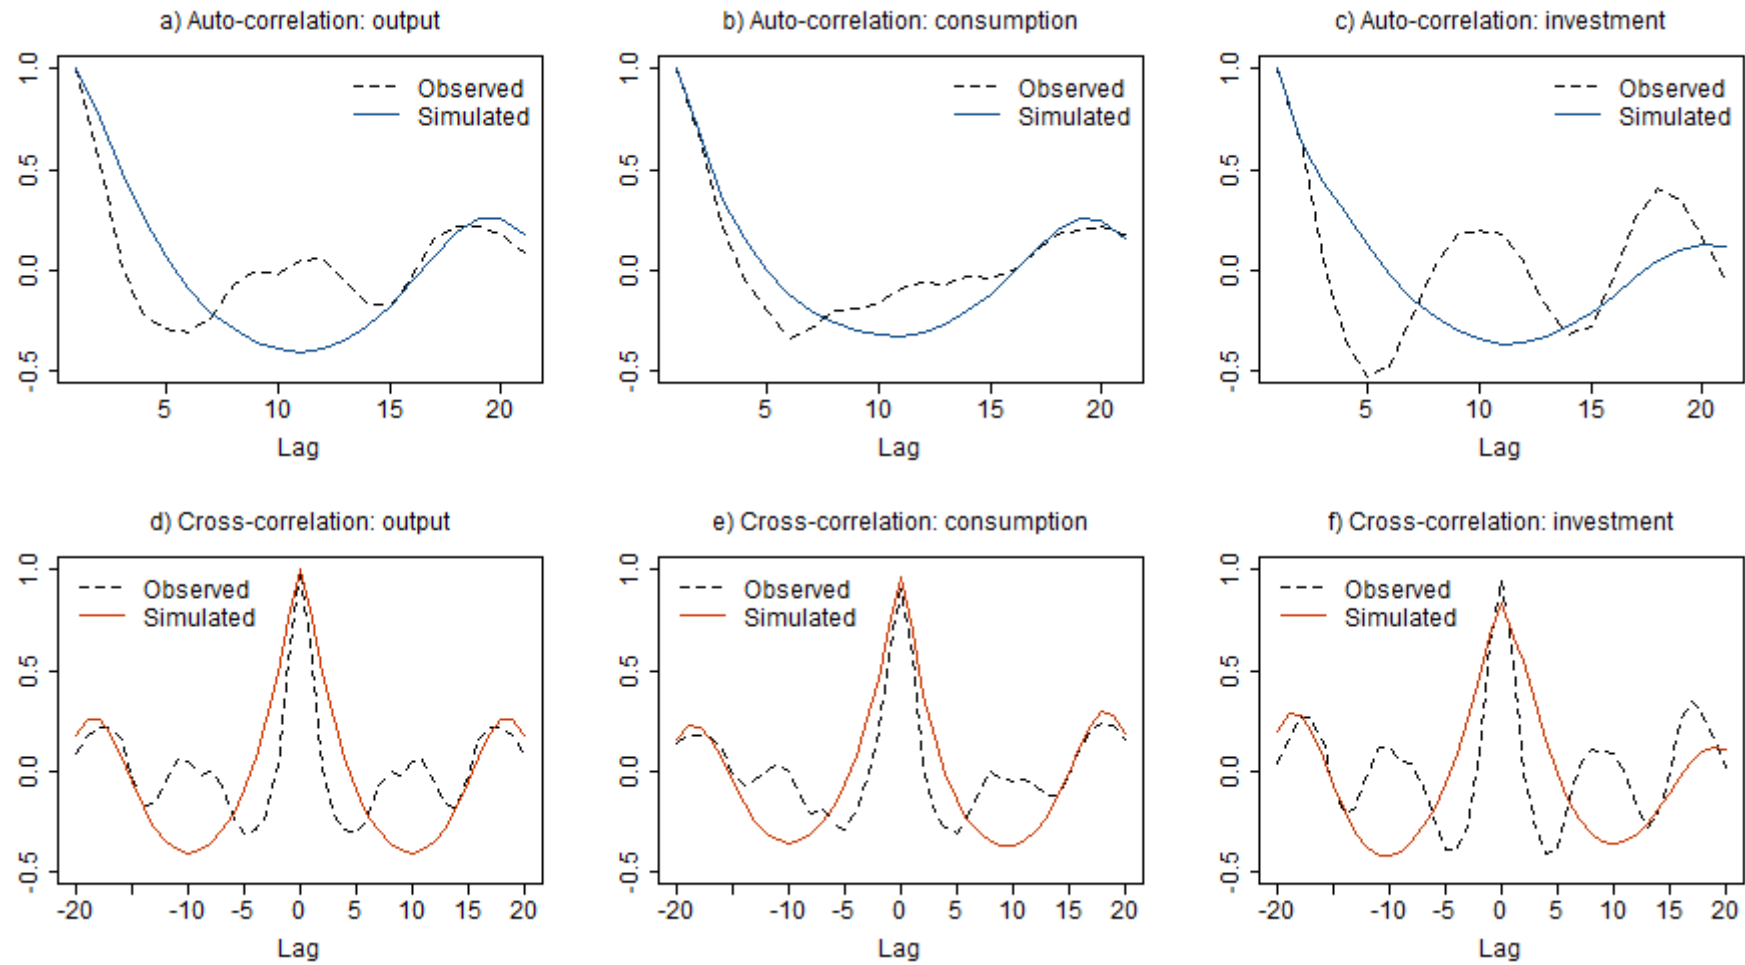 a) Auto-correlation: output
b) Auto-correlation: consumption
c) Auto-correlation: investment
1.0
0.5
0.0
-0.5
Observed
Simulated
5 10 15 20
Lag
1.0
0.5
0.0
-0.5
Observed
Simulated
5 10 15 20
Lag
1.0
0.5
0.0
-0.5
Observed
Simulated
5 10 15 20
Lag
d) Cross-correlation: output
e) Cross-correlation: consumption
f) Cross-correlation: investment
1.0
0.5
0.0
-0.5
Observed
Simulated
-20 -10 -5 0 5 10 15 20
Lag
1.0
0.5
0.0
-0.5
Observed
Simulated
-20 -10 -5 0 5 10 15 20
Lag
1.0
0.5
0.0
-0.5
Observed
Simulated
-20 -10 -5 0 5 10 15 20
Lag